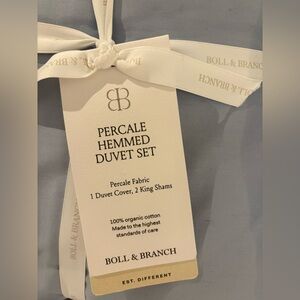 BOLL & BRANCH
BOLL & BRANCH
PERCALE
HEMMED
DUVET SET
Percale Fabric
1 Duvet Cover, 2 King Shams
100% organic cotton
Made to the highest
standards of care
BOLL & BRANCH
EST. DIFFERENT